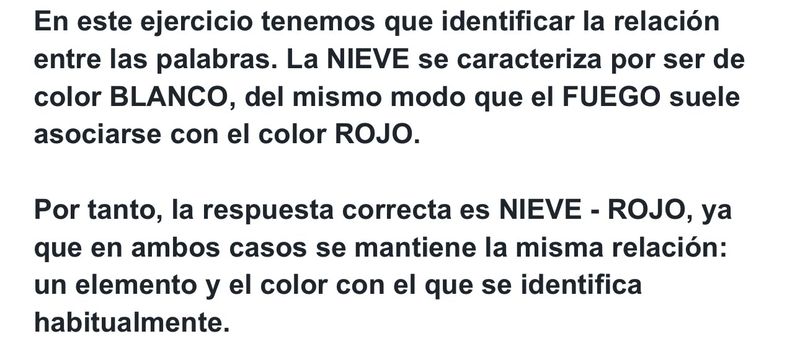 En este ejercicio tenemos que identificar la relación
entre las palabras. La NIEVE se caracteriza por ser de
color BLANCO, del mismo modo que el FUEGO suele
asociarse con el color ROJO.
Por tanto, la respuesta correcta es NIEVE - ROJO, ya
que en ambos casos se mantiene la misma relación:
un elemento y el color con el que se identifica
habitualmente.